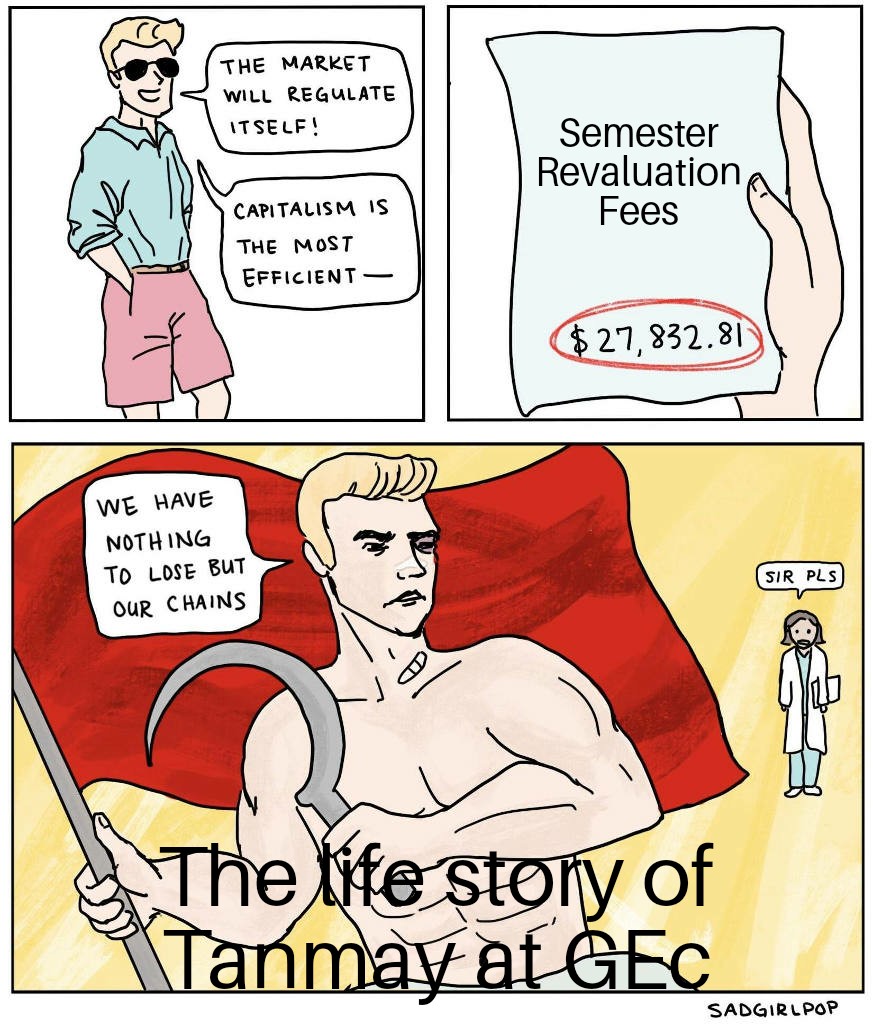 THE MARKET
WILL REGULATE
ITSELF!
CAPITALISM IS
THE MOST
EFFICIENT—
Semester
Revaluation
Fees
$27,832.81
WE HAVE
NOTHING
TO LOSE BUT
OUR CHAINS
SIR PLS
The life story of
Tanmay at GEc
SADGIRLPOP